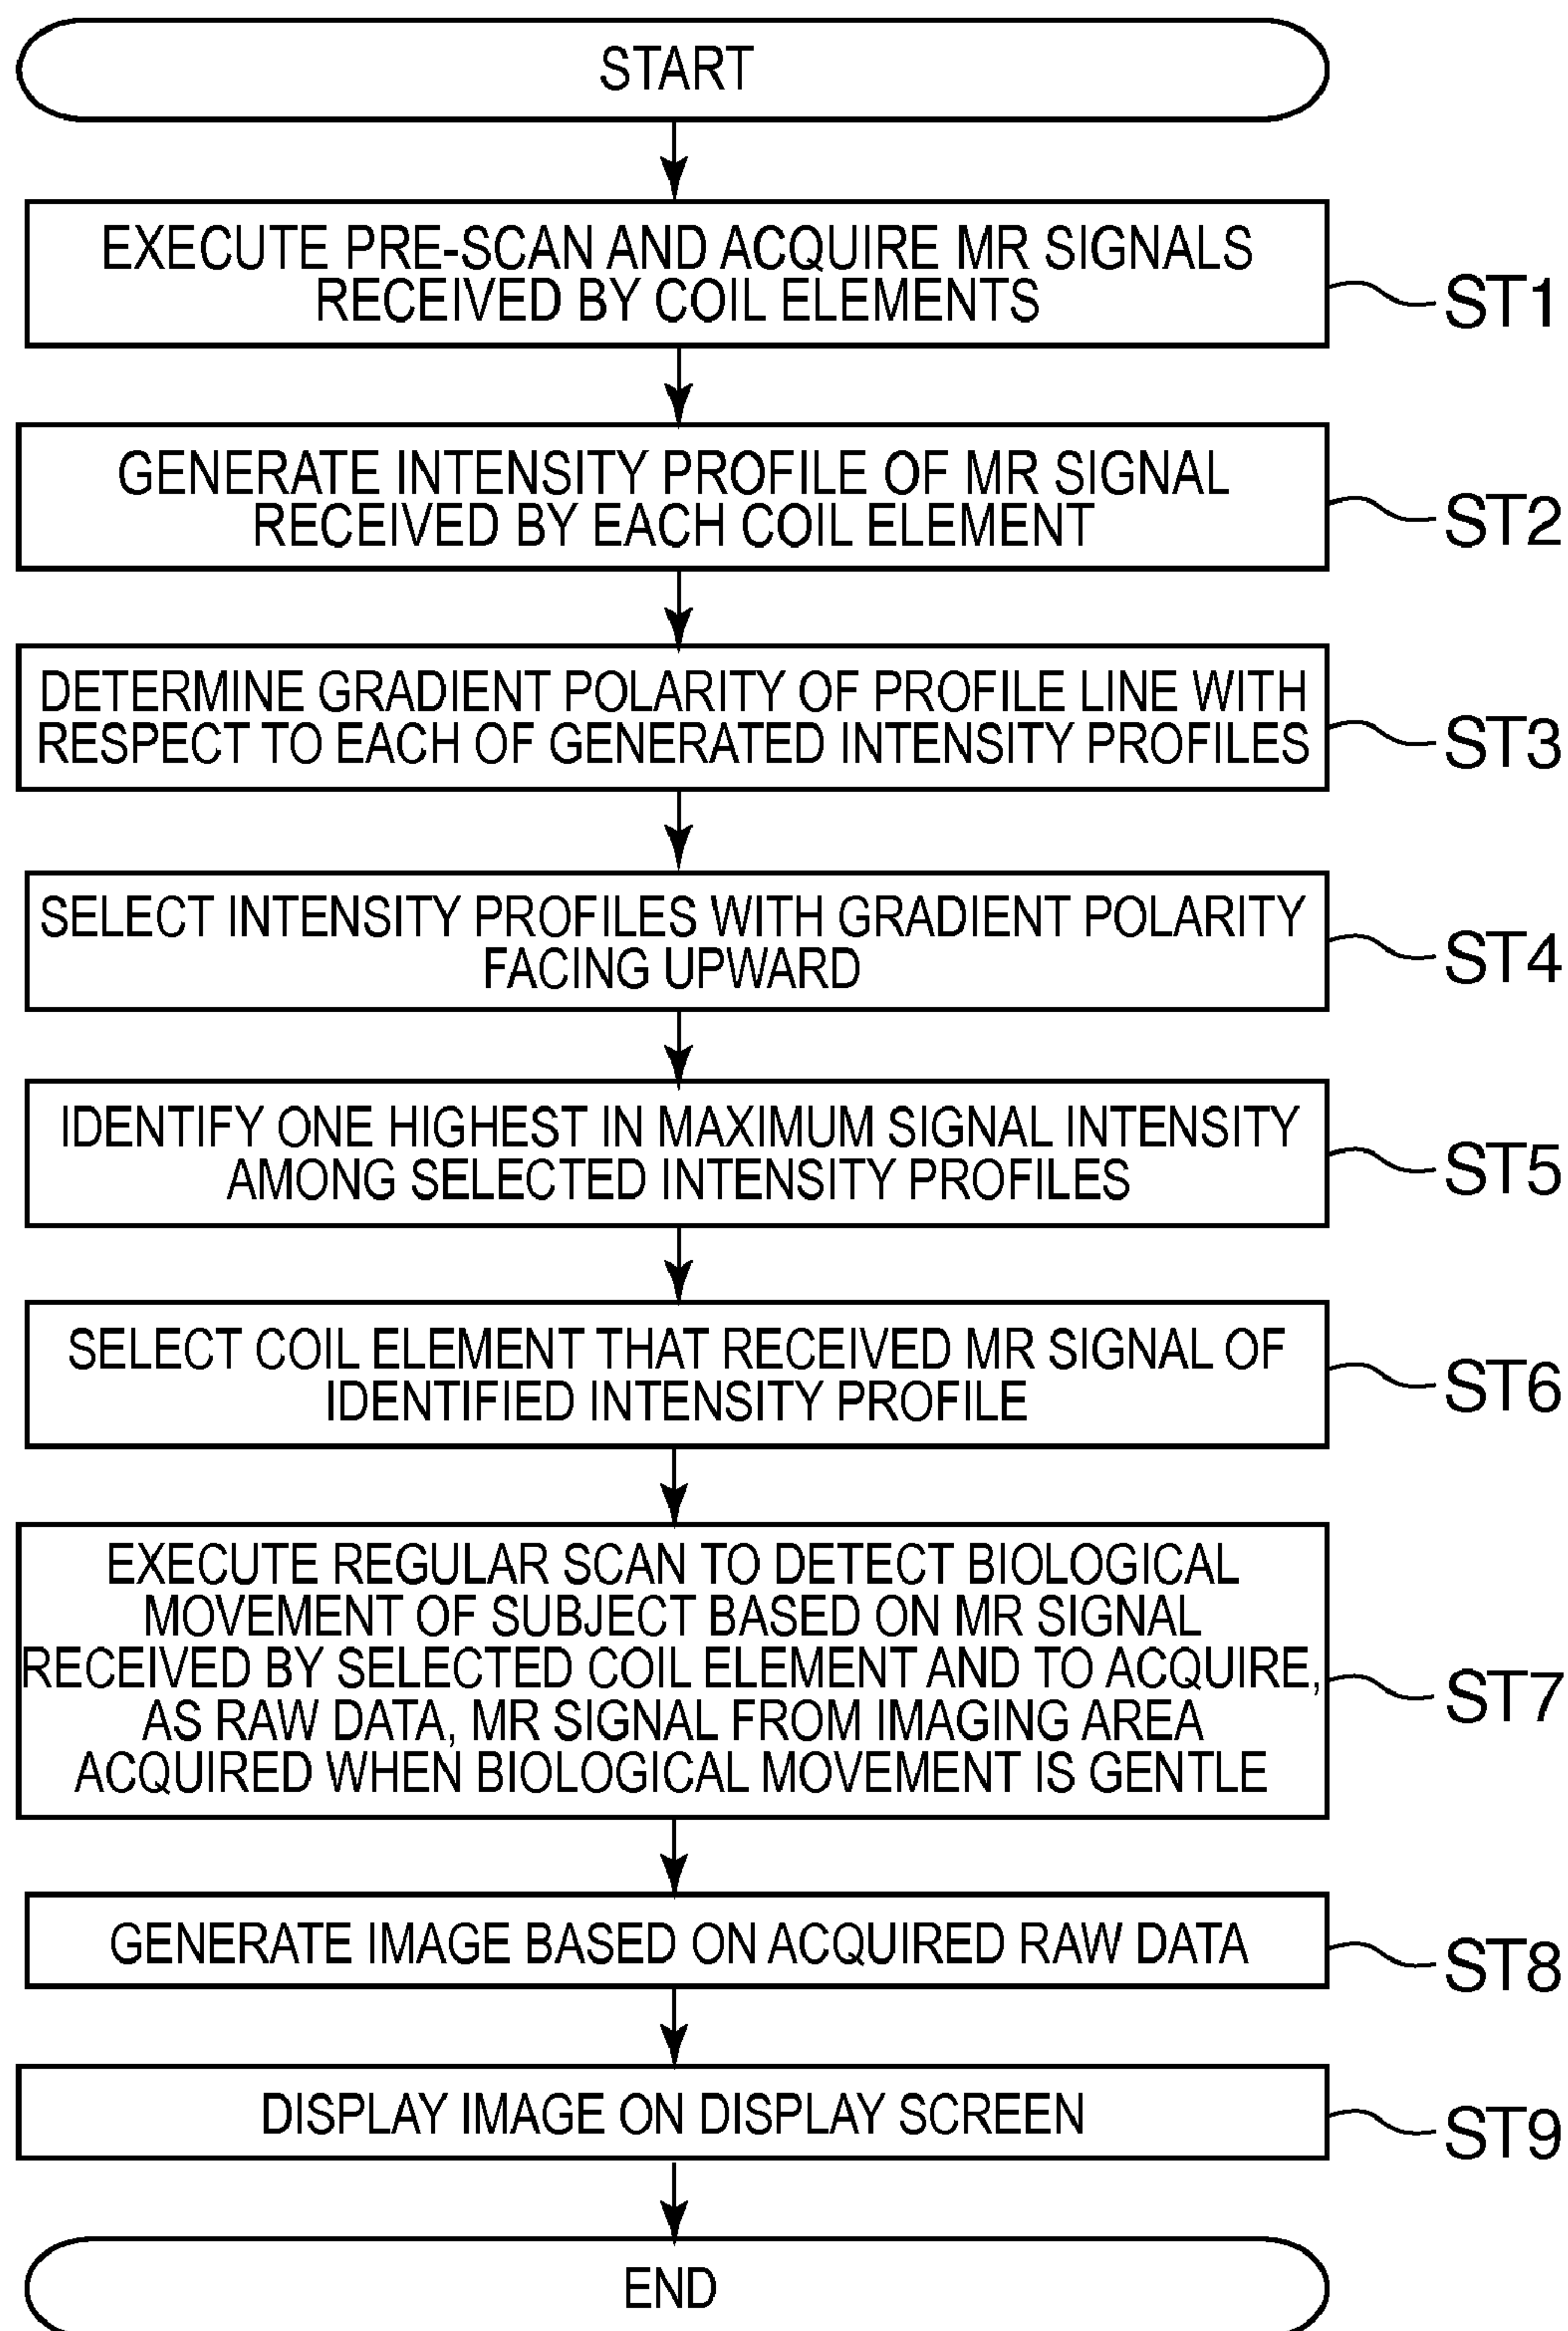 START
EXECUTE PRE-SCAN AND ACQUIRE MR SIGNALS
RECEIVED BY COIL ELEMENTS
ST1
GENERATE INTENSITY PROFILE OF MR SIGNAL
RECEIVED BY EACH COIL ELEMENT
ST2
DETERMINE GRADIENT POLARITY OF PROFILE LINE WITH
RESPECT TO EACH OF GENERATED INTENSITY PROFILES
ST3
SELECT INTENSITY PROFILES WITH GRADIENT POLARITY
FACING UPWARD
ST4
IDENTIFY ONE HIGHEST IN MAXIMUM SIGNAL INTENSITY
AMONG SELECTED INTENSITY PROFILES
ST5
SELECT COIL ELEMENT THAT RECEIVED MR SIGNAL OF
IDENTIFIED INTENSITY PROFILE
ST6
EXECUTE REGULAR SCAN TO DETECT BIOLOGICAL
MOVEMENT OF SUBJECT BASED ON MR SIGNAL
RECEIVED BY SELECTED COIL ELEMENT AND TO ACQUIRE,
AS RAW DATA, MR SIGNAL FROM IMAGING AREA
ACQUIRED WHEN BIOLOGICAL MOVEMENT IS GENTLE
ST7
GENERATE IMAGE BASED ON ACQUIRED RAW DATA
ST8
DISPLAY IMAGE ON DISPLAY SCREEN
ST9
END